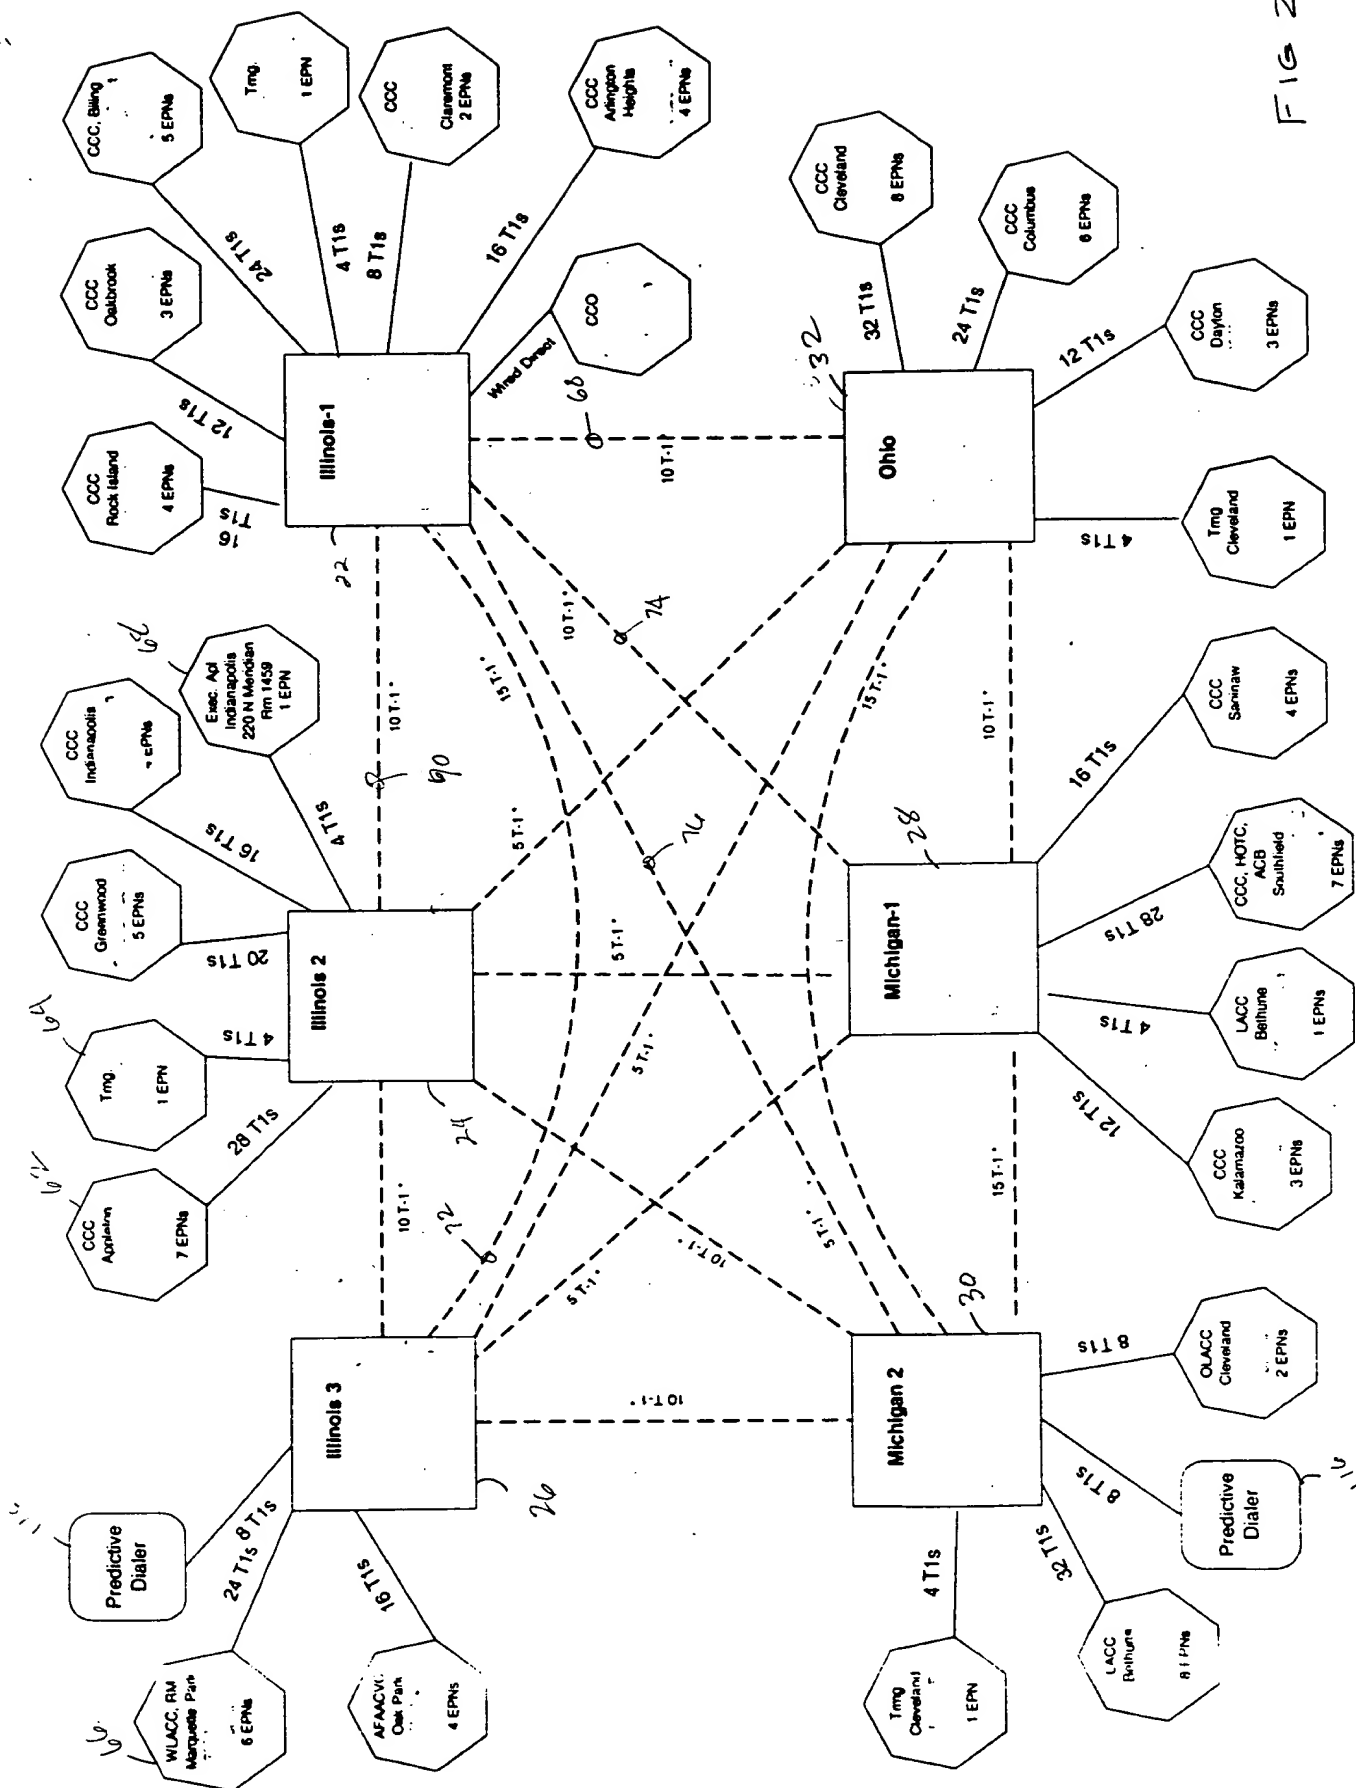 FIG 2
Predictive
Dialer
8 T1s
24 T1s
WLACC, RM
Marquette Park
6 EPNs
16 T1s
Oak Park
4 EPNs
Illinois 3
26
CCC
Appleton
7 EPNs
28 T1s
Trng.
1 EPN
4 T1s
64
CCC
Greenwood
5 EPNs
20 T1s
CCC
Indianapolis
EPNs
16 T1s
Exec. Apl
Indianapolis
220 N Meridian
Rm 1459
1 EPN
4 T1s
Illinois 2
24
CCC
Rock Island
4 EPNs
16
T1s
CCC
Oakbrook
3 EPNs
12 T1s
CCC, Billing
5 EPNs
24 T1s
Trng.
1 EPN
4 T1s
CCC
Claremont
2 EPNs
8 T1s
CCC
Arlington
Heights
4 EPNs
16 T1s
CCO
Wired Direct
Illinois-1
22
10 T-1*
72
10 T-1*
15 T-1*
10 T-1*
74
68
10 T-1
5 T-1*
76
5 T-1*
5 T-1*
5 T-1*
10 T-1*
5 T-1*
10 T-1*
15 T-1*
15 T-1*
10 T-1*
Michigan 2
30
4 T1s
Trng
Cleveland
1 EPN
32 T1s
LACC
Bethune
8 EPNs
8 T1s
Predictive
Dialer
8 T1s
OLACC
Cleveland
2 EPNs
Michigan-1
28
12 T1s
CCC
Kalamazoo
3 EPNs
4 T1s
LACC
Bethune
1 EPNs
28 T1s
CCC, HOTC,
ACB
Southfield
7 EPNs
16 T1s
CCC
Saginaw
4 EPNs
Ohio
32
4 T1s
Trng
Cleveland
1 EPN
12 T1s
CCC
Dayton
3 EPNs
24 T1s
CCC
Columbus
6 EPNs
32 T1s
CCC
Cleveland
8 EPNs